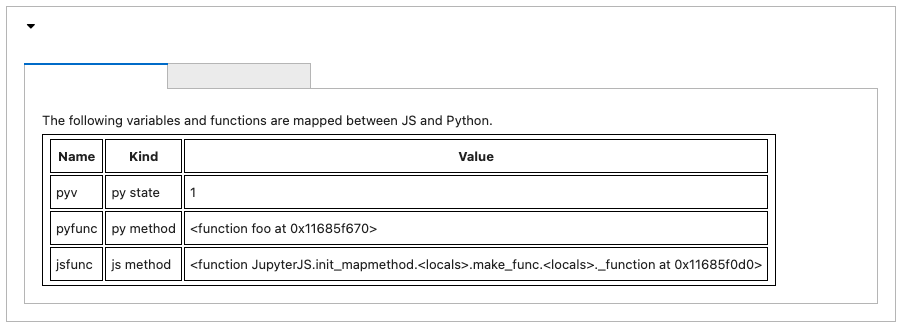 The following variables and functions are mapped between JS and Python.
Name Kind Value
pyv py state 1
pyfunc py method <function foo at 0x11685f670>
jsfunc js method <function JupyterJS.init_mapmethod.<locals>.make_func.<locals>._function at 0x11685f0d0>